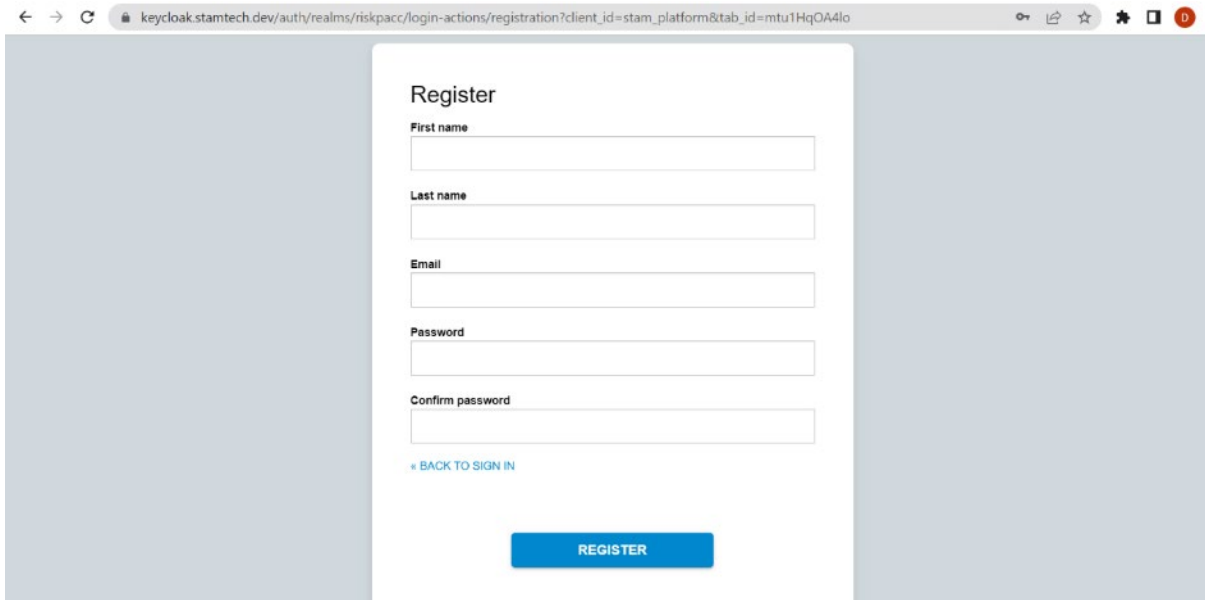 keycloak.stamtech.dev/auth/realms/riskpacc/login-actions/registration?client_id=stam_platform&tab_id=mtu1HqOA4lo
D
Register
First name
Last name
Email
Password
Confirm password
« BACK TO SIGN IN
REGISTER